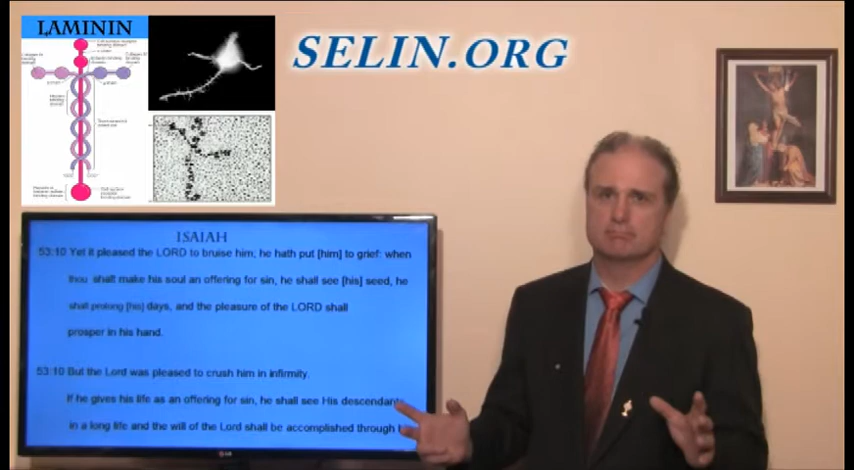 LAMININ
SELIN.ORG
ISAIAH
53:10 Yet it pleased the LORD to bruise him; he hath put [him] to grief: when
thou shalt make his soul an offering for sin, he shall see [his] seed, he
shall prolong [his] days, and the pleasure of the LORD shall
prosper in his hand.
53:10 But the Lord was pleased to crush him in infirmity.
If he gives his life as an offering for sin, he shall see His descendants
in a long life and the will of the Lord shall be accomplished through
LG